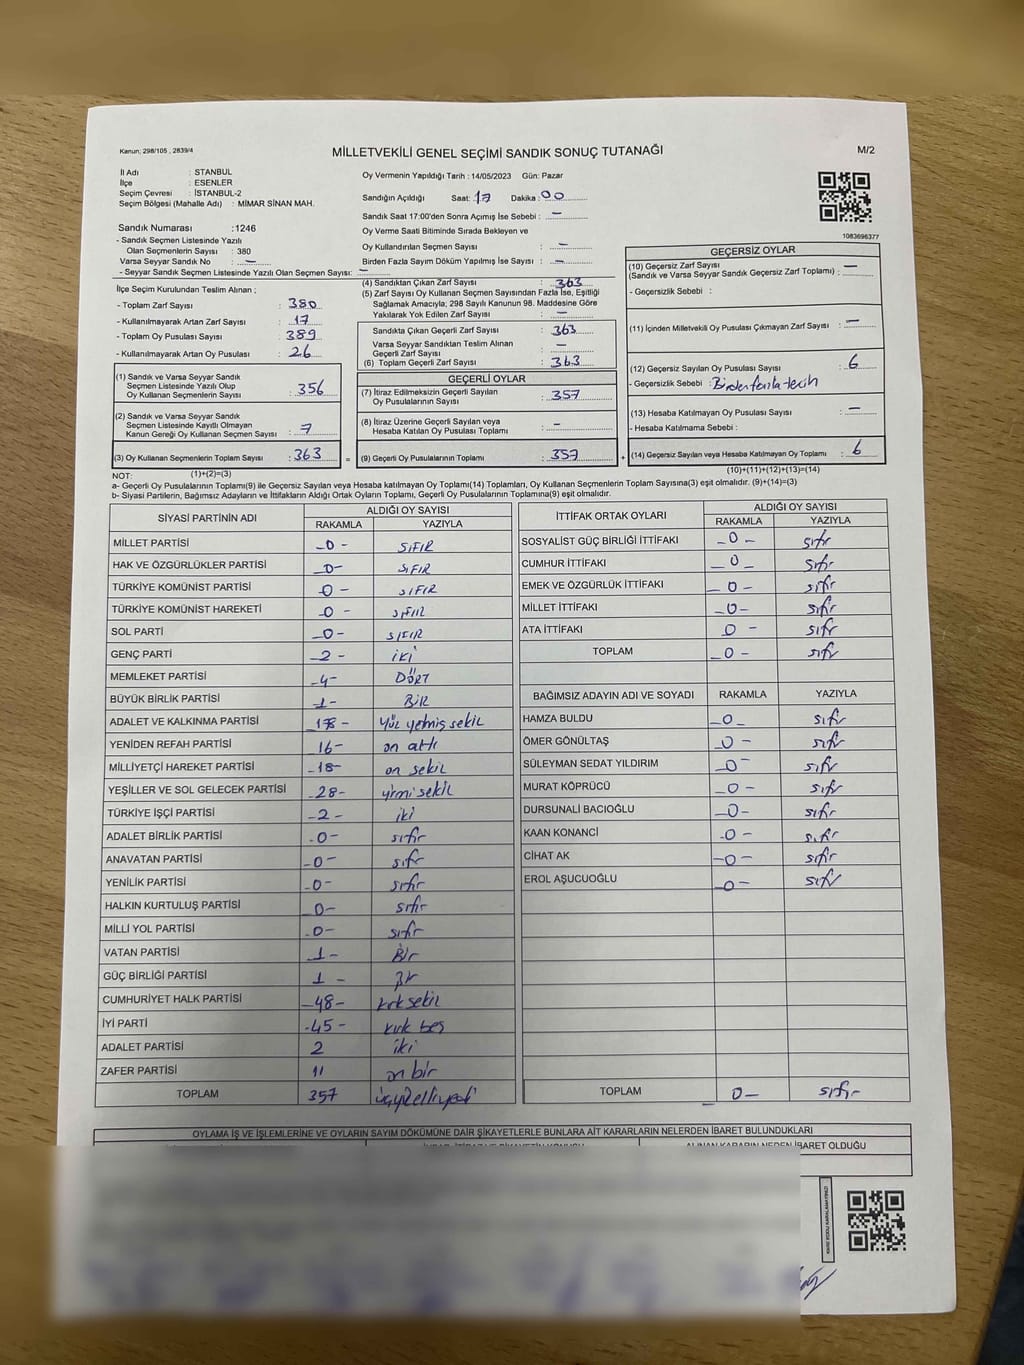 Kanun; 298/105 , 2839/4
MİLLETVEKİLİ GENEL SEÇİMİ SANDIK SONUÇ TUTANAĞI
M/2
İl Adı : STANBUL
İlçe : ESENLER
Seçim Çevresi : İSTANBUL-2
Seçim Bölgesi (Mahalle Adı) : MİMAR SİNAN MAH.
Sandık Numarası :1246
- Sandık Seçmen Listesinde Yazılı
Olan Seçmenlerin Sayısı : 380
Varsa Seyyar Sandık No : —
- Seyyar Sandık Seçmen Listesinde Yazılı Olan Seçmen Sayısı: —
Oy Vermenin Yapıldığı Tarih : 14/05/2023 Gün: Pazar
Sandığın Açıldığı Saat: 17 Dakika : 00
Sandık Saat 17:00'den Sonra Açımış İse Sebebi : —
Oy Verme Saati Bitiminde Sırada Bekleyen ve
Oy Kullandırılan Seçmen Sayısı : —
Birden Fazla Sayım Döküm Yapılmış İse Sayısı : —
1083696377
İlçe Seçim Kurulundan Teslim Alınan ;
- Toplam Zarf Sayısı : 380
- Kullanılmayarak Artan Zarf Sayısı : 17
- Toplam Oy Pusulası Sayısı : 389
- Kullanılmayarak Artan Oy Pusulası : 26
(1) Sandık ve Varsa Seyyar Sandık
Seçmen Listesinde Yazılı Olup
Oy Kullanan Seçmenlerin Sayısı : 356
(2) Sandık ve Varsa Seyyar Sandık
Seçmen Listesinde Kayıtlı Olmayan
Kanun Gereği Oy Kullanan Seçmen Sayısı : 7
(3) Oy Kullanan Seçmenlerin Toplam Sayısı : 363 =
(4) Sandıktan Çıkan Zarf Sayısı : 363
(5) Zarf Sayısı Oy Kullanan Seçmen Sayısından Fazla İse, Eşitliği
Sağlamak Amacıyla; 298 Sayılı Kanunun 98. Maddesine Göre
Yakılarak Yok Edilen Zarf Sayısı : —
Sandıkta Çıkan Geçerli Zarf Sayısı : 363
Varsa Seyyar Sandıktan Teslim Alınan
Geçerli Zarf Sayısı : —
(6) Toplam Geçerli Zarf Sayısı : 363
GEÇERLİ OYLAR
(7) İtiraz Edilmeksizin Geçerli Sayılan
Oy Pusulalarının Sayısı : 357
(8) İtiraz Üzerine Geçerli Sayılan veya
Hesaba Katılan Oy Pusulası Toplamı : —
(9) Geçerli Oy Pusulalarının Toplamı : 357 +
GEÇERSİZ OYLAR
(10) Geçersiz Zarf Sayısı
(Sandık ve Varsa Seyyar Sandık Geçersiz Zarf Toplamı) : —
- Geçersizlik Sebebi :
(11) İçinden Milletvekili Oy Pusulası Çıkmayan Zarf Sayısı : —
(12) Geçersiz Sayılan Oy Pusulası Sayısı : 6
- Geçersizlik Sebebi : Birden fazla tercih
(13) Hesaba Katılmayan Oy Pusulası Sayısı : —
- Hesaba Katılmama Sebebi :
(14) Geçersiz Sayılan veya Hesaba Katılmayan Oy Toplamı : 6
NOT: (1)+(2)=(3)
(10)+(11)+(12)+(13)=(14)
a- Geçerli Oy Pusulalarının Toplamı(9) ile Geçersiz Sayılan veya Hesaba Katılmayan Oy Toplamı(14) Toplamları, Oy Kullanan Seçmenlerin Toplam Sayısına(3) eşit olmalıdır. (9)+(14)=(3)
b- Siyasi Partilerin, Bağımsız Adayların ve İttifakların Aldığı Ortak Oyların Toplamı, Geçerli Oy Pusulalarının Toplamına(9) eşit olmalıdır.
SİYASİ PARTİNİN ADI ALDIĞI OY SAYISI
RAKAMLA YAZIYLA
MİLLET PARTİSİ -0- SIFIR
HAK VE ÖZGÜRLÜKLER PARTİSİ -0- SIFIR
TÜRKİYE KOMÜNİST PARTİSİ -0- SIFIR
TÜRKİYE KOMÜNİST HAREKETİ -0- SIFIR
SOL PARTİ -0- SIFIR
GENÇ PARTİ -2- iki
MEMLEKET PARTİSİ -4- DÖRT
BÜYÜK BİRLİK PARTİSİ -1- BİR
ADALET VE KALKINMA PARTİSİ -178- Yüz yetmiş sekil
YENİDEN REFAH PARTİSİ 16- on altı
MİLLİYETÇİ HAREKET PARTİSİ -18- on sekil
YEŞİLLER VE SOL GELECEK PARTİSİ -28- yirmi sekil
TÜRKİYE İŞÇİ PARTİSİ -2- iki
ADALET BİRLİK PARTİSİ -0- sıfır
ANAVATAN PARTİSİ -0- sıfır
YENİLİK PARTİSİ -0- sıfır
HALKIN KURTULUŞ PARTİSİ 0- sıfır
MİLLİ YOL PARTİSİ -0- sıfır
VATAN PARTİSİ -1- Bir
GÜÇ BİRLİĞİ PARTİSİ 1 - Bir
CUMHURİYET HALK PARTİSİ -48- kırk sekil
İYİ PARTİ -45- kırk beş
ADALET PARTİSİ 2 iki
ZAFER PARTİSİ 11 on bir
TOPLAM 357 üçyüzelliyedi
İTTİFAK ORTAK OYLARI ALDIĞI OY SAYISI
RAKAMLA YAZIYLA
SOSYALİST GÜÇ BİRLİĞİ İTTİFAKI -0- sıfır
CUMHUR İTTİFAKI -0- sıfır
EMEK VE ÖZGÜRLÜK İTTİFAKI -0- sıfır
MİLLET İTTİFAKI -0- sıfır
ATA İTTİFAKI 0- sıfır
TOPLAM -0- sıfır
BAĞIMSIZ ADAYIN ADI VE SOYADI RAKAMLA YAZIYLA
HAMZA BULDU -0- sıfır
ÖMER GÖNÜLTAŞ -0- sıfır
SÜLEYMAN SEDAT YILDIRIM -0- sıfır
MURAT KÖPRÜCÜ -0- sıfır
DURSUNALİ BACIOĞLU -0- sıfır
KAAN KONANCİ -0- sıfır
CİHAT AK -0- sıfır
EROL AŞUCUOĞLU -0- sıfır
TOPLAM -0- sıfır
OYLAMA İŞ VE İŞLEMLERİNE VE OYLARIN SAYIM DÖKÜMÜNE DAİR ŞİKAYETLERLE BUNLARA AİT KARARLARIN NELERDEN İBARET BULUNDUKLARI
ALINAN KARARIN NEDEN İBARET OLDUĞU